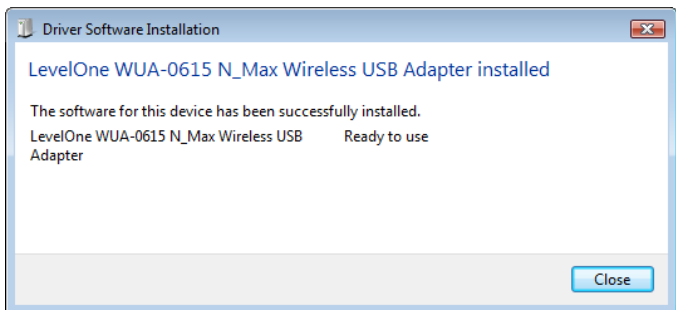 Driver Software Installation
LevelOne WUA-0615 N_Max Wireless USB Adapter installed
The software for this device has been successfully installed.
LevelOne WUA-0615 N_Max Wireless USB Ready to use
Adapter
Close